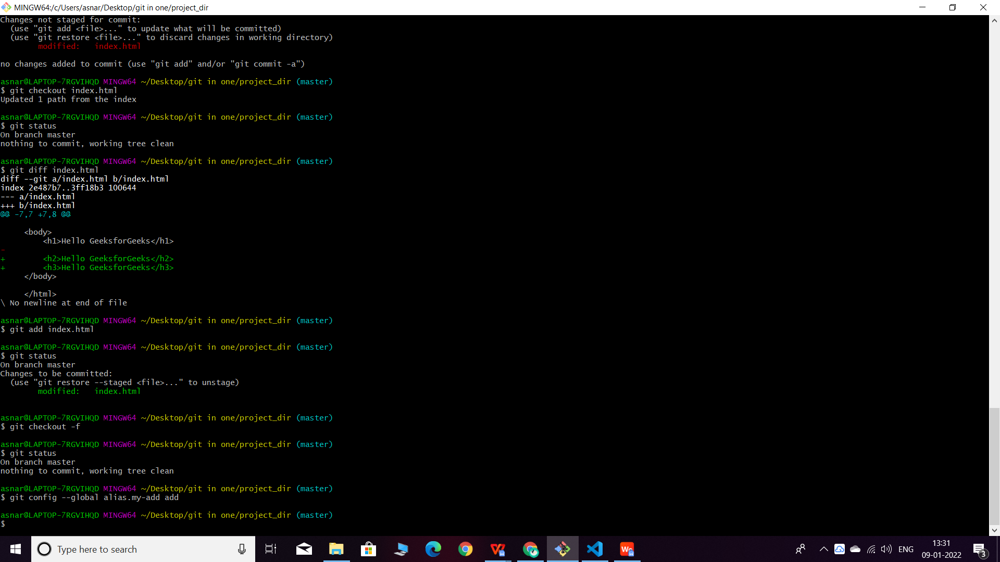 MINGW64:/c/Users/asnar/Desktop/git in one/project_dir
Changes not staged for commit:
  (use "git add <file>..." to update what will be committed)
  (use "git restore <file>..." to discard changes in working directory)
        modified:   index.html

no changes added to commit (use "git add" and/or "git commit -a")

asnar@LAPTOP-7RGVIHQD MINGW64 ~/Desktop/git in one/project_dir (master)
$ git checkout index.html
Updated 1 path from the index

asnar@LAPTOP-7RGVIHQD MINGW64 ~/Desktop/git in one/project_dir (master)
$ git status
On branch master
nothing to commit, working tree clean

asnar@LAPTOP-7RGVIHQD MINGW64 ~/Desktop/git in one/project_dir (master)
$ git diff index.html
diff --git a/index.html b/index.html
index 2e487b7..3ff18b3 100644
--- a/index.html
+++ b/index.html
@@ -7,7 +7,8 @@

     <body>
         <h1>Hello GeeksforGeeks</h1>
-
+        <h2>Hello GeeksforGeeks</h2>
+        <h3>Hello GeeksforGeeks</h3>
     </body>

     </html>
\ No newline at end of file

asnar@LAPTOP-7RGVIHQD MINGW64 ~/Desktop/git in one/project_dir (master)
$ git add index.html

asnar@LAPTOP-7RGVIHQD MINGW64 ~/Desktop/git in one/project_dir (master)
$ git status
On branch master
Changes to be committed:
  (use "git restore --staged <file>..." to unstage)
        modified:   index.html

asnar@LAPTOP-7RGVIHQD MINGW64 ~/Desktop/git in one/project_dir (master)
$ git checkout -f

asnar@LAPTOP-7RGVIHQD MINGW64 ~/Desktop/git in one/project_dir (master)
$ git status
On branch master
nothing to commit, working tree clean

asnar@LAPTOP-7RGVIHQD MINGW64 ~/Desktop/git in one/project_dir (master)
$ git config --global alias.my-add add

asnar@LAPTOP-7RGVIHQD MINGW64 ~/Desktop/git in one/project_dir (master)
$
Type here to search
ENG
13:31
09-01-2022
3